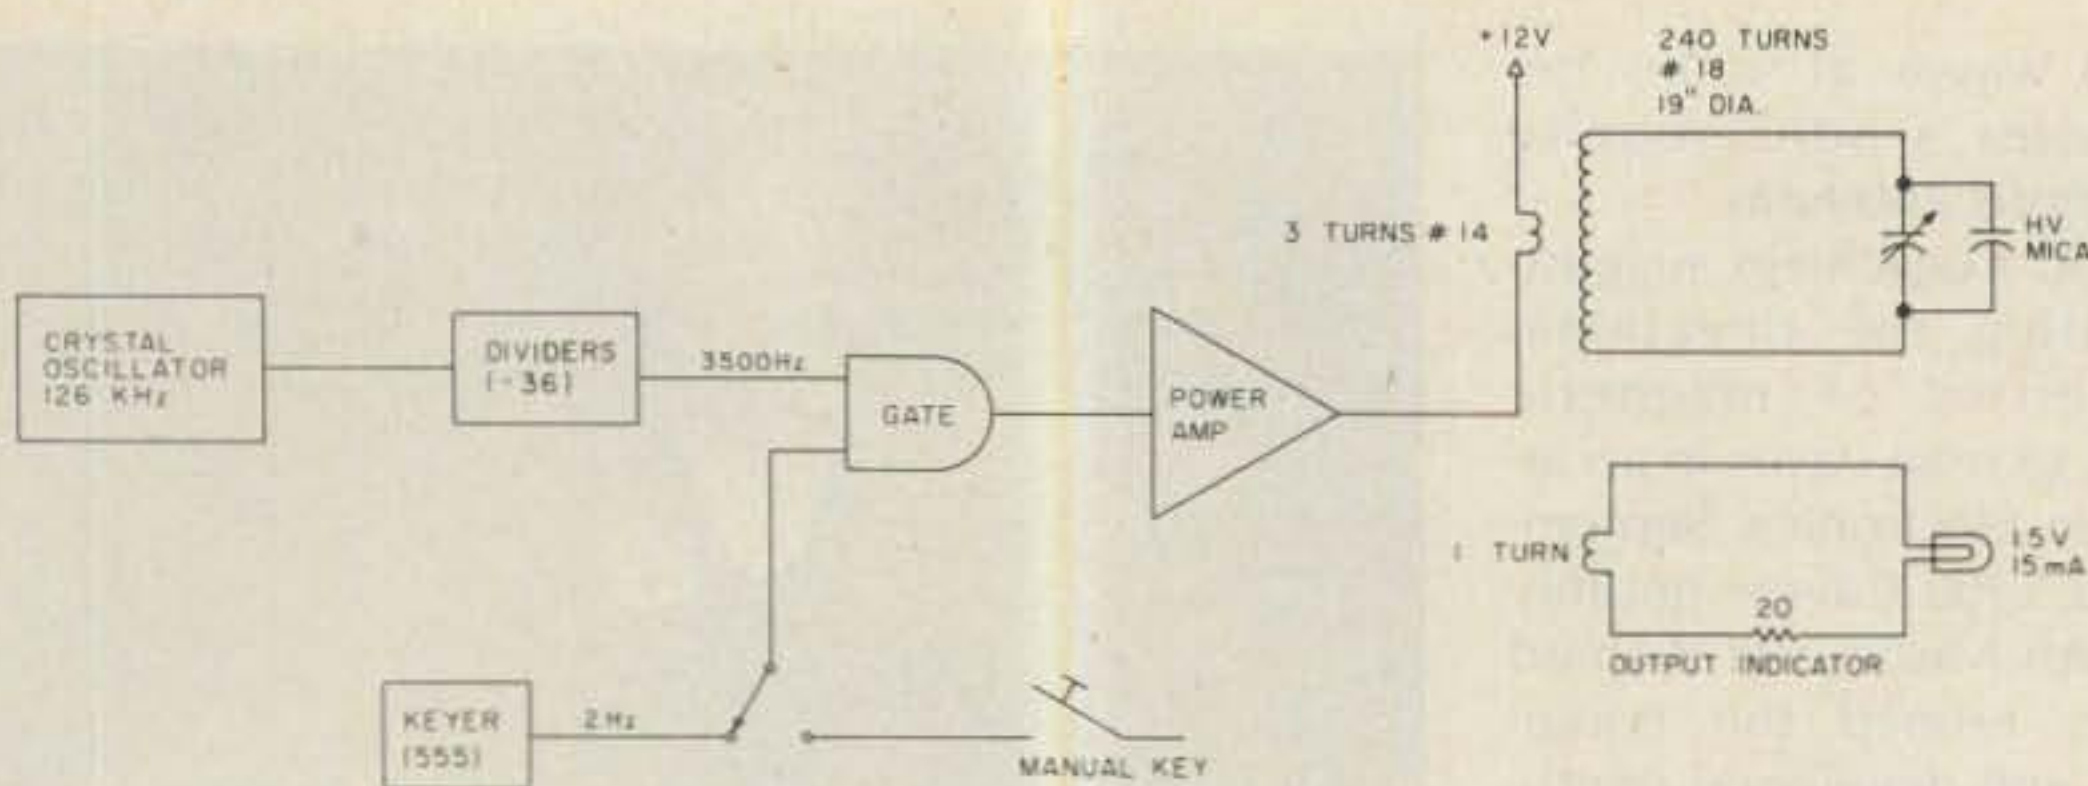 +12V
240 TURNS
# 18
19" DIA.
3 TURNS # 14
HV
MICA
CRYSTAL
OSCILLATOR
126 KHz
DIVIDERS
(÷36)
3500Hz
GATE
POWER
AMP
1 TURN
1.5V
15mA
20
OUTPUT INDICATOR
KEYER
(555)
2Hz
MANUAL KEY